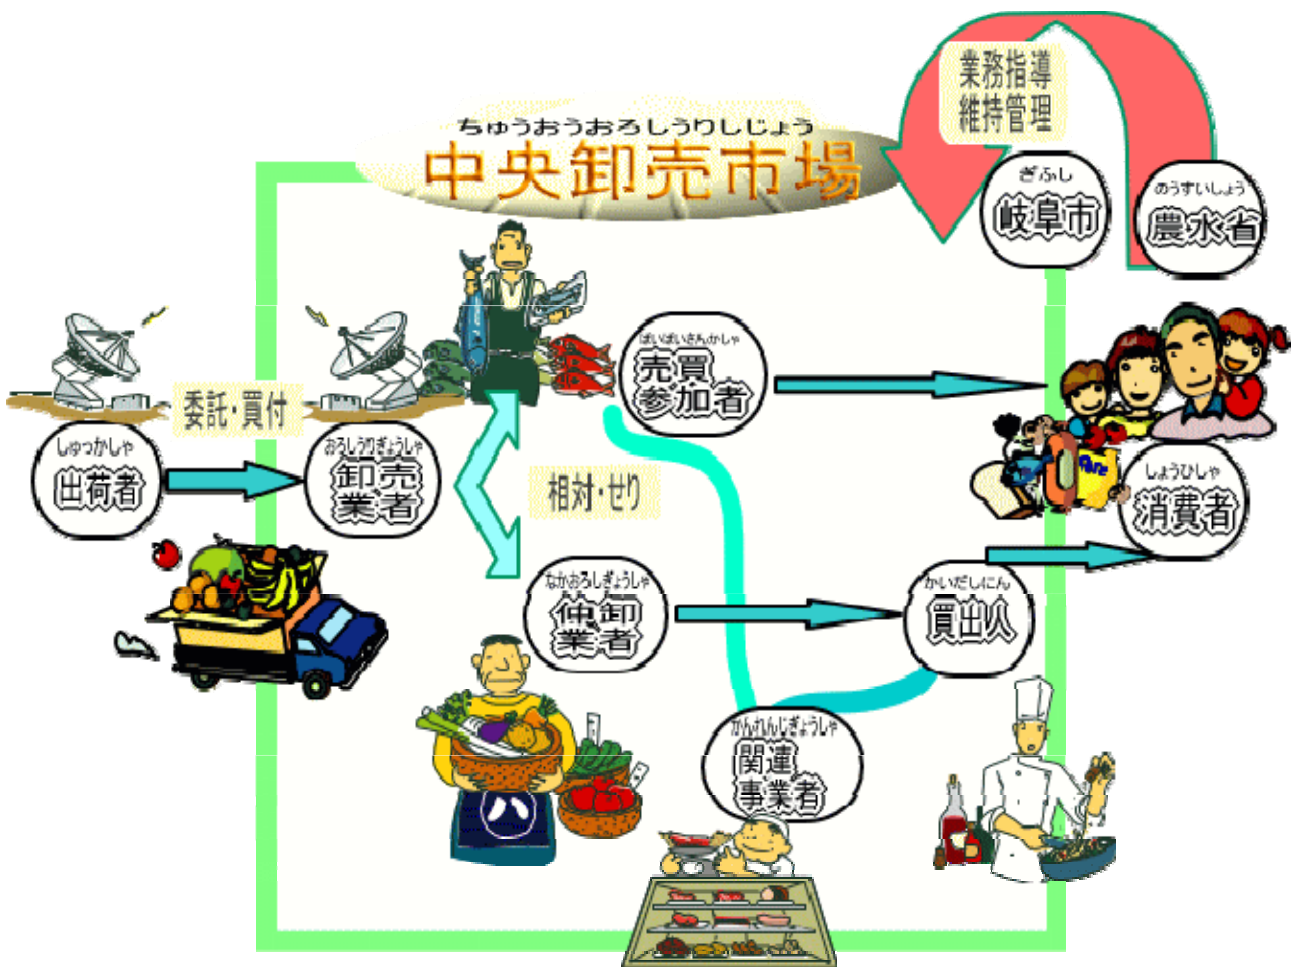 ちゅうおうおろしうりしじょう
中央卸売市場
業務指導
維持管理
ぎふし
岐阜市
のうすいしょう
農水省
ばいばいさんかしゃ
売買
参加者
委託・買付
しゅっかしゃ
出荷者
おろしうりぎょうしゃ
卸売
業者
相対・せり
しょうひしゃ
消費者
なかおろしぎょうしゃ
仲卸
業者
かいだしにん
買出人
かんれんじぎょうしゃ
関連
事業者